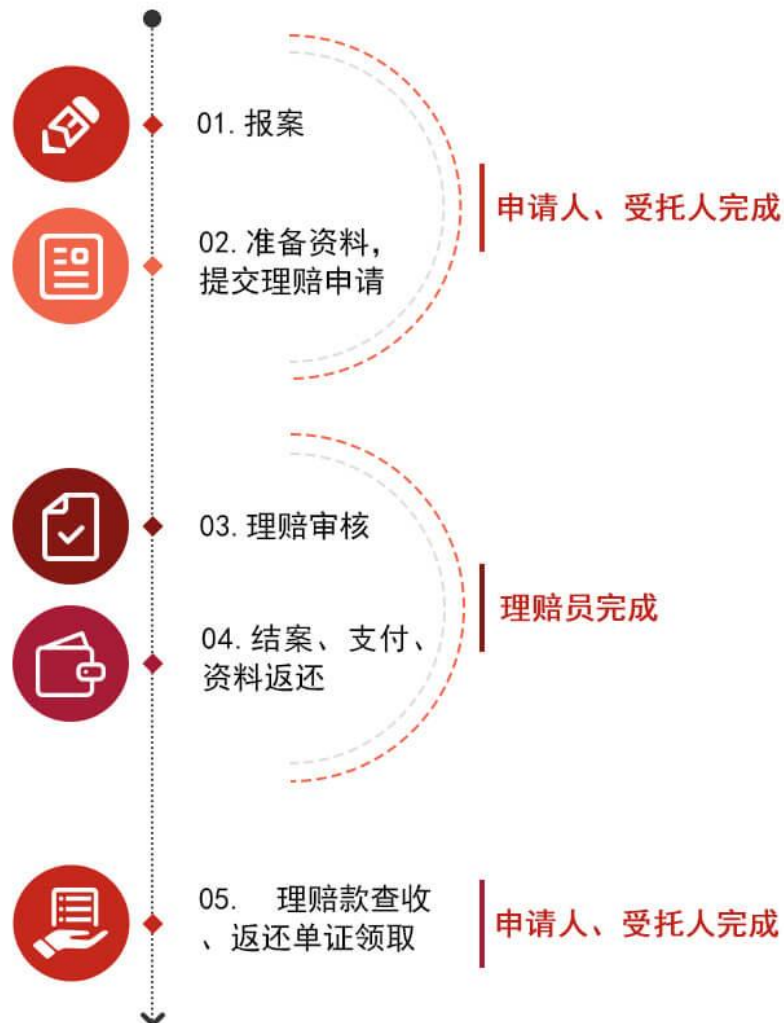 01.报案
02.准备资料，
提交理赔申请
申请人、受托人完成
03.理赔审核
04.结案、支付、
资料返还
理赔员完成
05. 理赔款查收
、返还单证领取
申请人、受托人完成